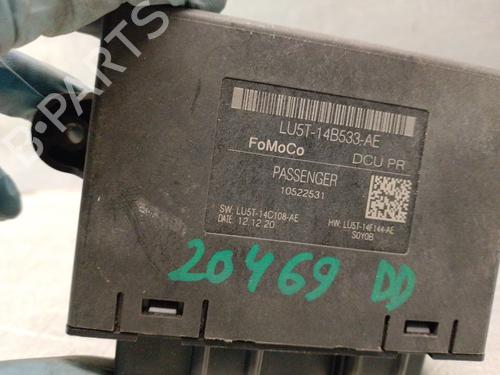 B-PARTS
LU5T-14B533-AE
FoMoCo DCU PR
PASSENGER
10522531
SW: LU5T-14C108-AE HW: LU5T-14F144-AE
DATE: 12.12.20 S0Y0B
20469 DD